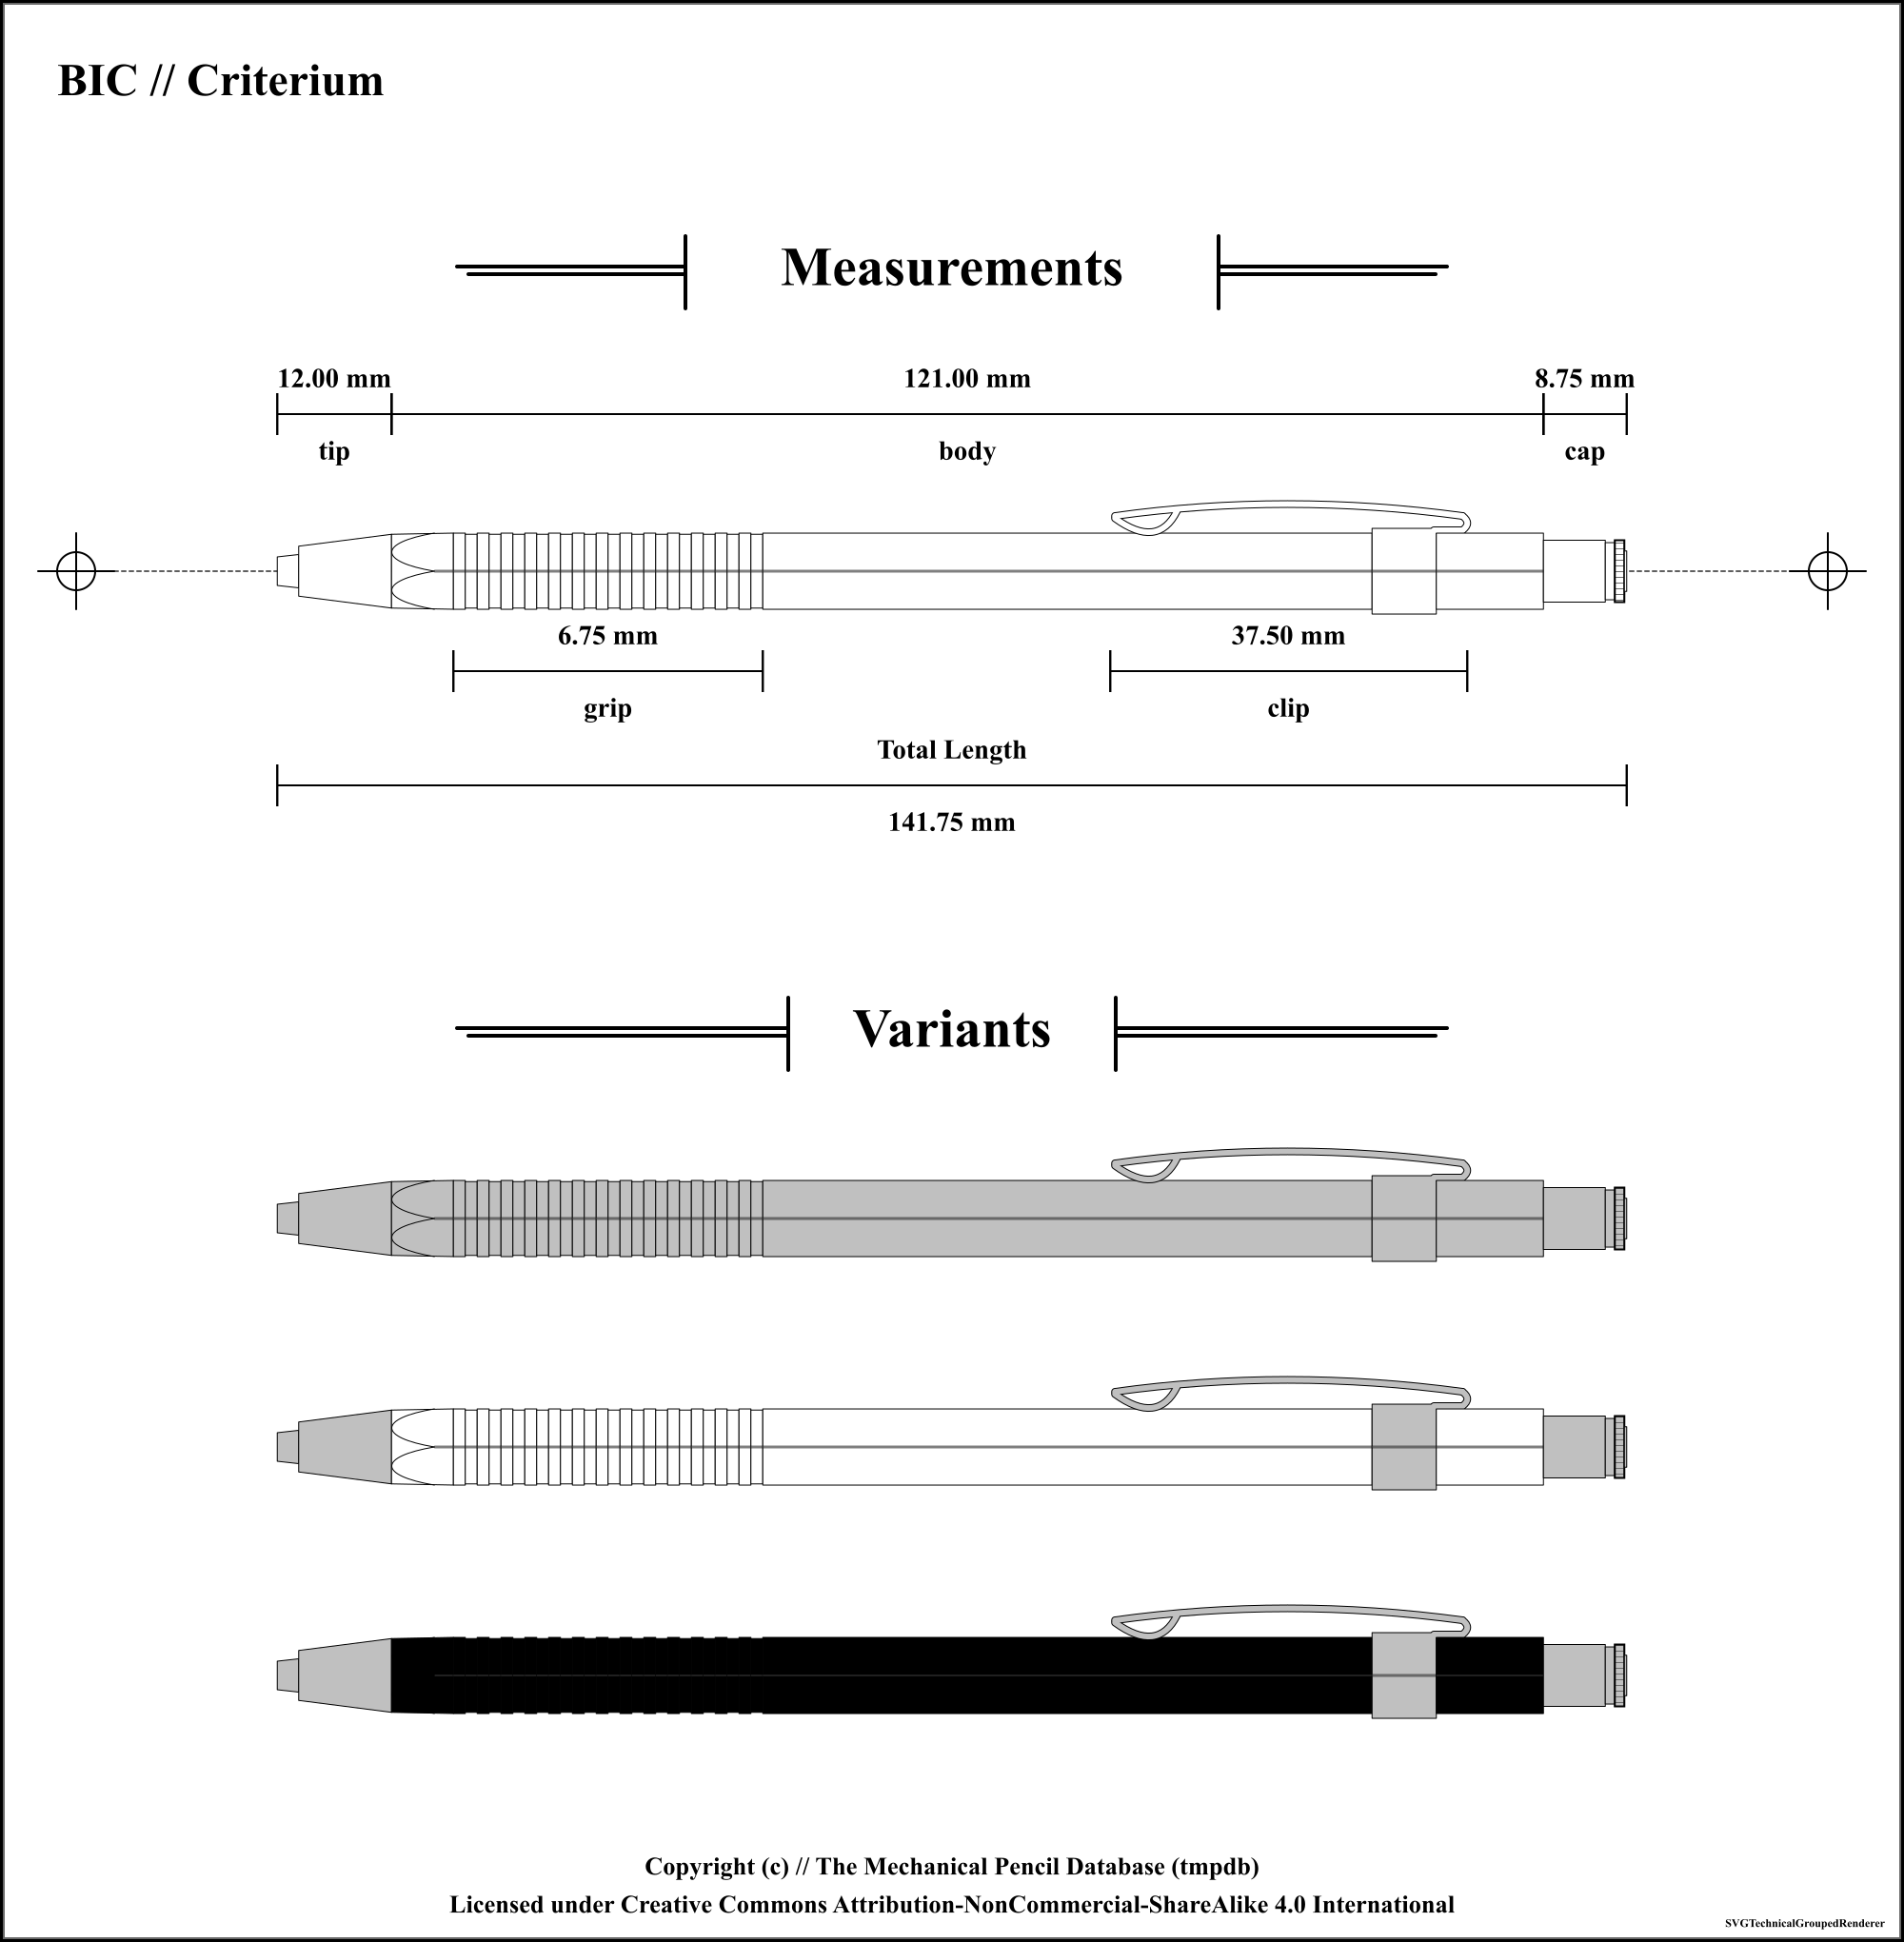 BIC // Criterium
Measurements
12.00 mm
121.00 mm
8.75 mm
tip
body
cap
6.75 mm
37.50 mm
grip
clip
Total Length
141.75 mm
Variants
Copyright (c) // The Mechanical Pencil Database (tmpdb)
Licensed under Creative Commons Attribution-NonCommercial-ShareAlike 4.0 International
SVGTechnicalGroupedRenderer